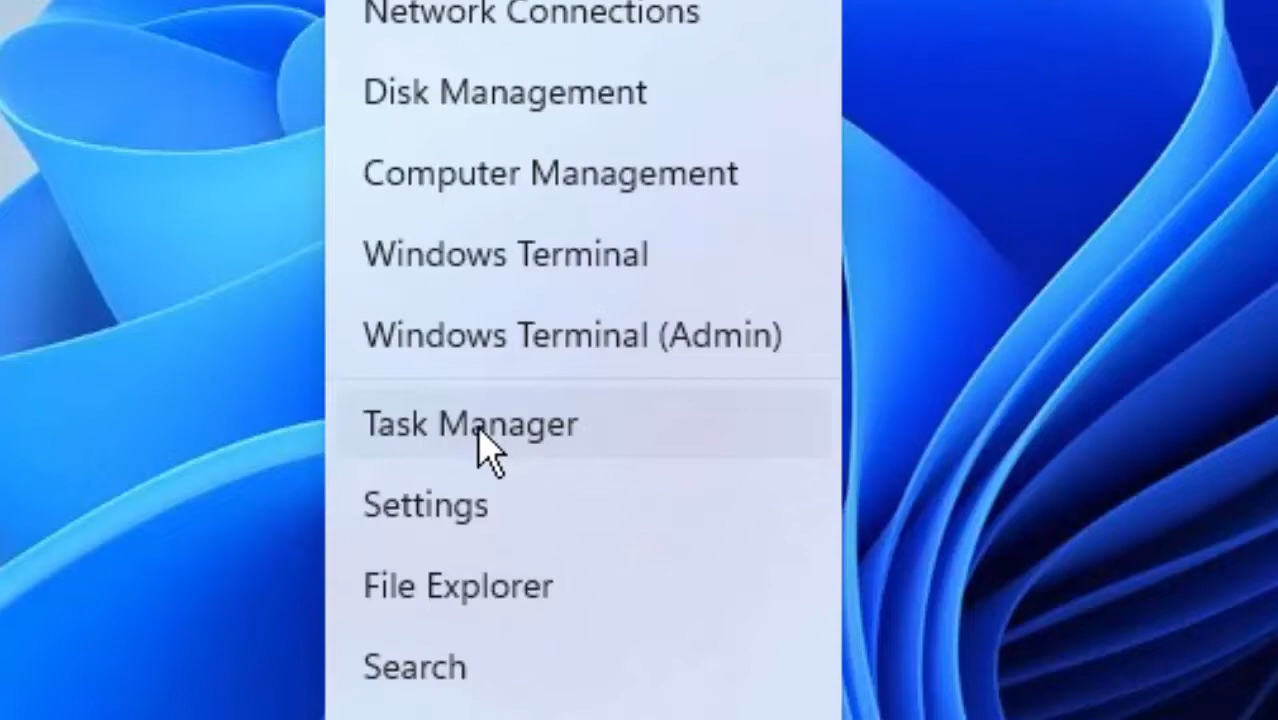 Network Connections
Disk Management
Computer Management
Windows Terminal
Windows Terminal (Admin)
Task Manager
Settings
File Explorer
Search